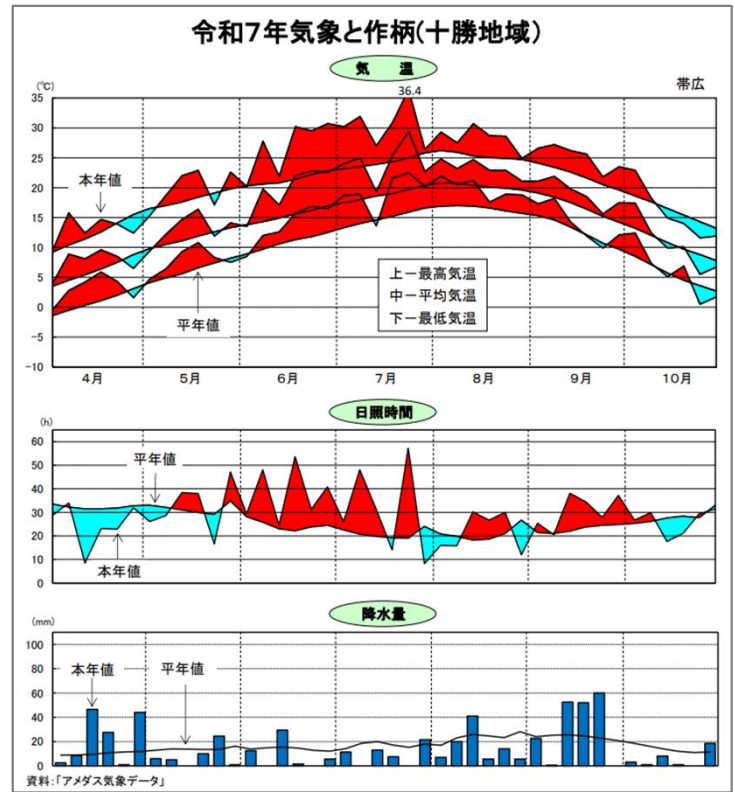 令和7年気象と作柄(十勝地域)
気　温
(℃)
帯広
36.4
35
30
25
20
15
10
5
0
-5
-10
本年値
平年値
上－最高気温
中－平均気温
下－最低気温
4月 5月 6月 7月 8月 9月 10月
日照時間
(h)
60
50
40
30
20
10
0
平年値
本年値
降水量
(mm)
100
80
60
40
20
0
本年値 平年値
資料:「アメダス気象データ」